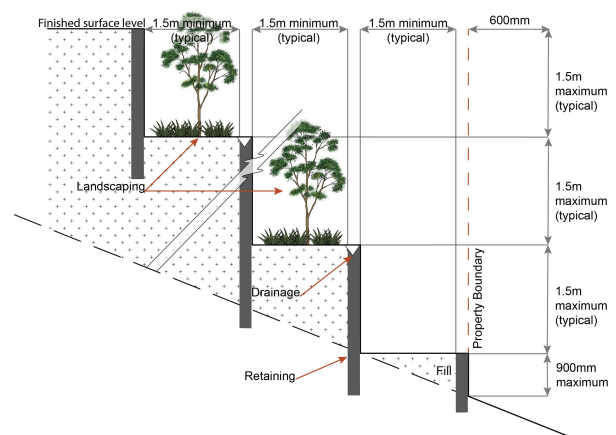 Finished surface level
1.5m minimum
(typical)
1.5m minimum
(typical)
1.5m minimum
(typical)
600mm
1.5m
maximum
(typical)
Landscaping
1.5m
maximum
(typical)
Drainage
Property Boundary
1.5m
maximum
(typical)
Retaining
Fill
900mm
maximum